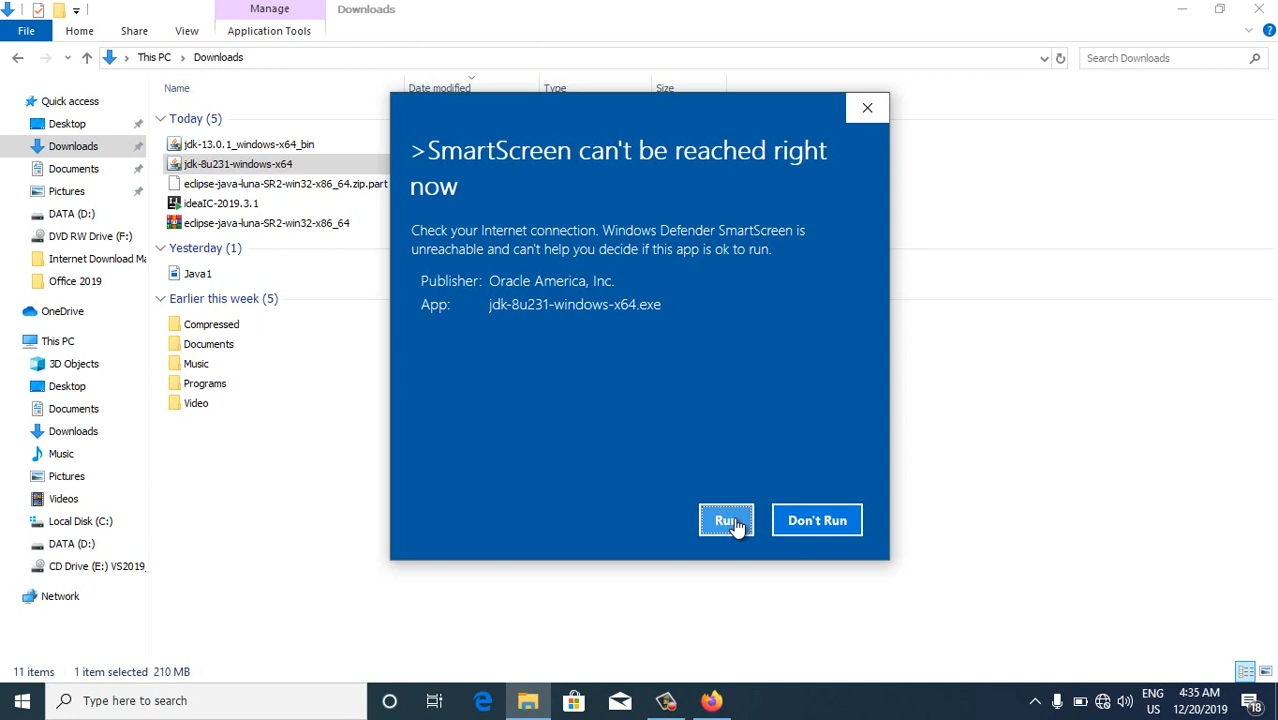 Manage
Downloads
File
Home
Share
View
Application Tools
This PC
Downloads
Search Downloads
Name
Date modified
Type
Size
Quick access
Desktop
Downloads
Documents
Pictures
DATA (D:)
DVD RW Drive (F:)
Internet Download Ma
Office 2019
OneDrive
This PC
3D Objects
Desktop
Documents
Downloads
Music
Pictures
Videos
Local Disk (C:)
DATA (D:)
CD Drive (E:) VS2019_
Network
Today (5)
jdk-13.0.1_windows-x64_bin
jdk-8u231-windows-x64
eclipse-java-luna-SR2-win32-x86_64.zip.part
ideaIC-2019.3.1
eclipse-java-luna-SR2-win32-x86_64
Yesterday (1)
Java1
Earlier this week (5)
Compressed
Documents
Music
Programs
Video
>SmartScreen can't be reached right
now
Check your Internet connection. Windows Defender SmartScreen is
unreachable and can't help you decide if this app is ok to run.
Publisher: Oracle America, Inc.
App: jdk-8u231-windows-x64.exe
Run
Don't Run
11 items
1 item selected 210 MB
Type here to search
ENG
US
4:35 AM
12/20/2019
18